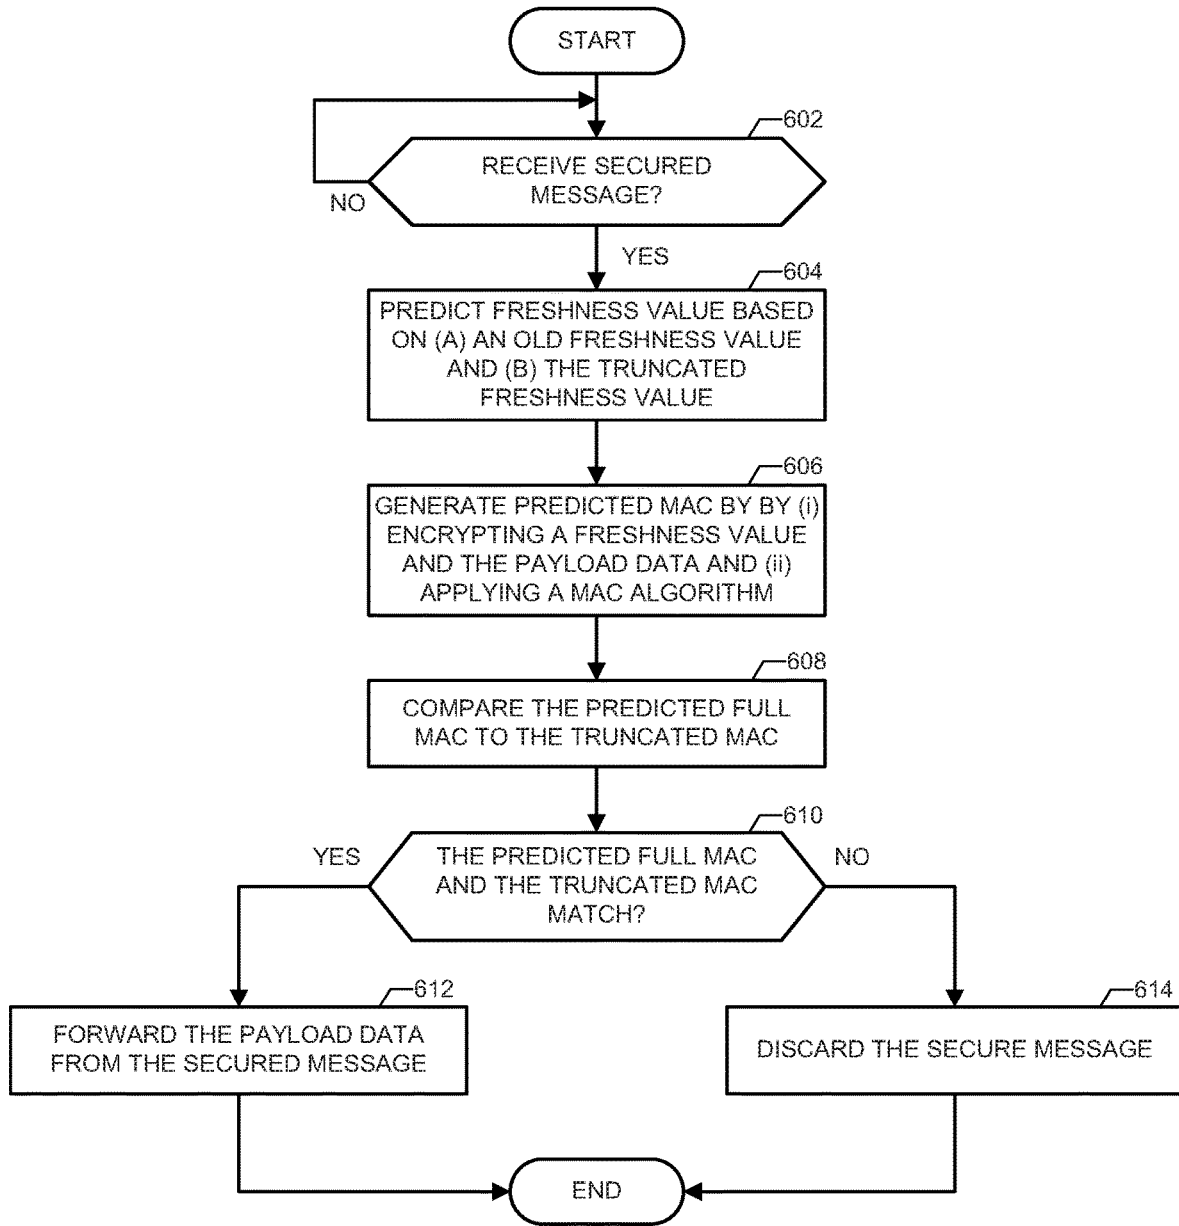 START
602
RECEIVE SECURED
MESSAGE?
NO
YES
604
PREDICT FRESHNESS VALUE BASED
ON (A) AN OLD FRESHNESS VALUE
AND (B) THE TRUNCATED
FRESHNESS VALUE
606
GENERATE PREDICTED MAC BY BY (i)
ENCRYPTING A FRESHNESS VALUE
AND THE PAYLOAD DATA AND (ii)
APPLYING A MAC ALGORITHM
608
COMPARE THE PREDICTED FULL
MAC TO THE TRUNCATED MAC
610
YES
THE PREDICTED FULL MAC
AND THE TRUNCATED MAC
MATCH?
NO
612
FORWARD THE PAYLOAD DATA
FROM THE SECURED MESSAGE
614
DISCARD THE SECURE MESSAGE
END